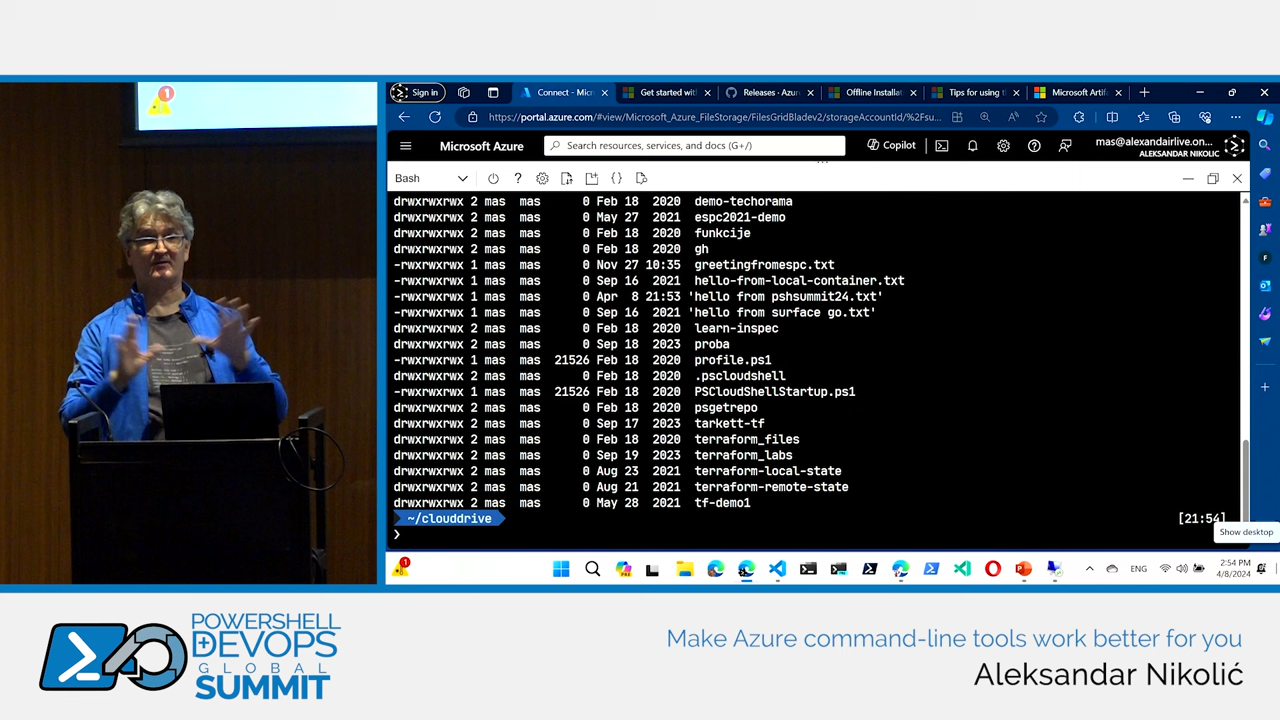 1
Sign in
Connect - Micr
Get started with
Releases · Azure
Offline Installat
Tips for using th
Microsoft Artifa
https://portal.azure.com/#view/Microsoft_Azure_FileStorage/FilesGridBladev2/storageAccountId/%2Fsu...
Microsoft Azure
Search resources, services, and docs (G+/)
Copilot
mas@alexandairlive.on...
ALEKSANDAR NIKOLIC
Bash
drwxrwxrwx 2 mas mas 0 Feb 18 2020 demo-techorama
drwxrwxrwx 2 mas mas 0 May 27 2021 espc2021-demo
drwxrwxrwx 2 mas mas 0 Feb 18 2020 funkcije
drwxrwxrwx 2 mas mas 0 Feb 18 2020 gh
-rwxrwxrwx 1 mas mas 0 Nov 27 10:35 greetingfromespc.txt
-rwxrwxrwx 1 mas mas 0 Sep 16 2021 hello-from-local-container.txt
-rwxrwxrwx 1 mas mas 0 Apr 8 21:53 'hello from pshsummit24.txt'
-rwxrwxrwx 1 mas mas 0 Sep 16 2021 'hello from surface go.txt'
drwxrwxrwx 2 mas mas 0 Feb 18 2020 learn-inspec
drwxrwxrwx 2 mas mas 0 Sep 18 2023 proba
-rwxrwxrwx 1 mas mas 21526 Feb 18 2020 profile.ps1
drwxrwxrwx 2 mas mas 0 Feb 18 2020 .pscloudshell
-rwxrwxrwx 1 mas mas 21526 Feb 18 2020 PSCloudShellStartup.ps1
drwxrwxrwx 2 mas mas 0 Feb 18 2020 psgetrepo
drwxrwxrwx 2 mas mas 0 Sep 17 2023 tarkett-tf
drwxrwxrwx 2 mas mas 0 Feb 18 2020 terraform_files
drwxrwxrwx 2 mas mas 0 Sep 19 2023 terraform_labs
drwxrwxrwx 2 mas mas 0 Aug 23 2021 terraform-local-state
drwxrwxrwx 2 mas mas 0 Aug 21 2021 terraform-remote-state
drwxrwxrwx 2 mas mas 0 May 28 2021 tf-demo1
~/clouddrive [21:54]
❯
Show desktop
1
ENG
2:54 PM
4/8/2024
POWERSHELL
+DEVOPS
GLOBAL
SUMMIT
Make Azure command-line tools work better for you
Aleksandar Nikolić